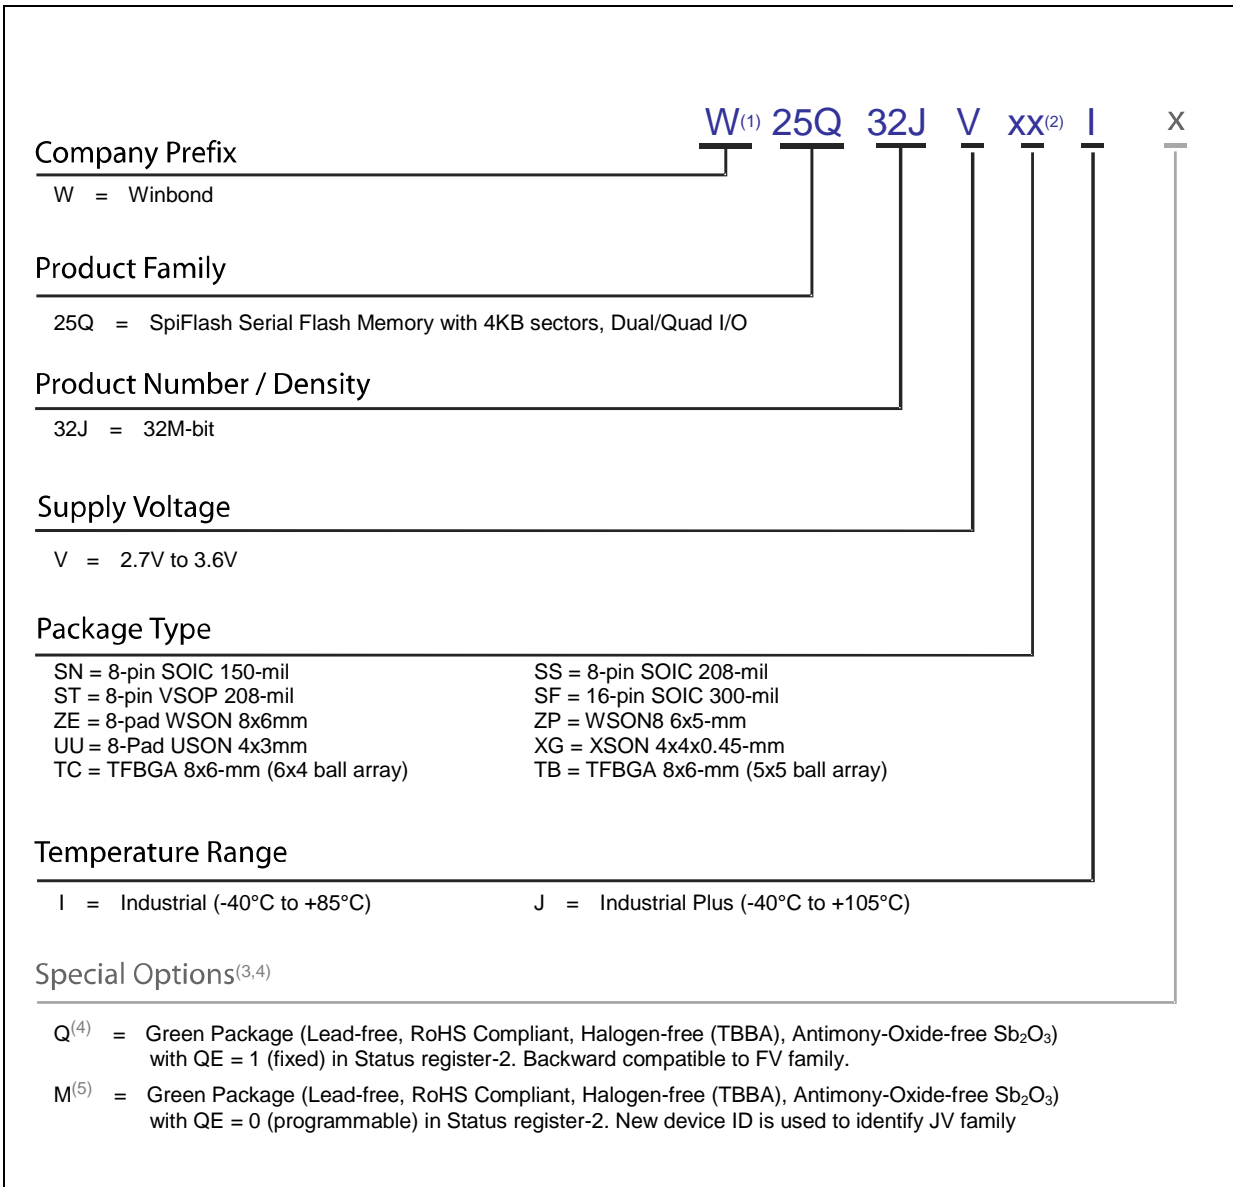 W(1) 25Q 32J V xx(2) I x
Company Prefix
W = Winbond
Product Family
25Q = SpiFlash Serial Flash Memory with 4KB sectors, Dual/Quad I/O
Product Number / Density
32J = 32M-bit
Supply Voltage
V = 2.7V to 3.6V
Package Type
SN = 8-pin SOIC 150-mil SS = 8-pin SOIC 208-mil
ST = 8-pin VSOP 208-mil SF = 16-pin SOIC 300-mil
ZE = 8-pad WSON 8x6mm ZP = WSON8 6x5-mm
UU = 8-Pad USON 4x3mm XG = XSON 4x4x0.45-mm
TC = TFBGA 8x6-mm (6x4 ball array) TB = TFBGA 8x6-mm (5x5 ball array)
Temperature Range
I = Industrial (-40°C to +85°C) J = Industrial Plus (-40°C to +105°C)
Special Options(3,4)
Q(4) = Green Package (Lead-free, RoHS Compliant, Halogen-free (TBBA), Antimony-Oxide-free Sb₂O₃)
with QE = 1 (fixed) in Status register-2. Backward compatible to FV family.
M(5) = Green Package (Lead-free, RoHS Compliant, Halogen-free (TBBA), Antimony-Oxide-free Sb₂O₃)
with QE = 0 (programmable) in Status register-2. New device ID is used to identify JV family